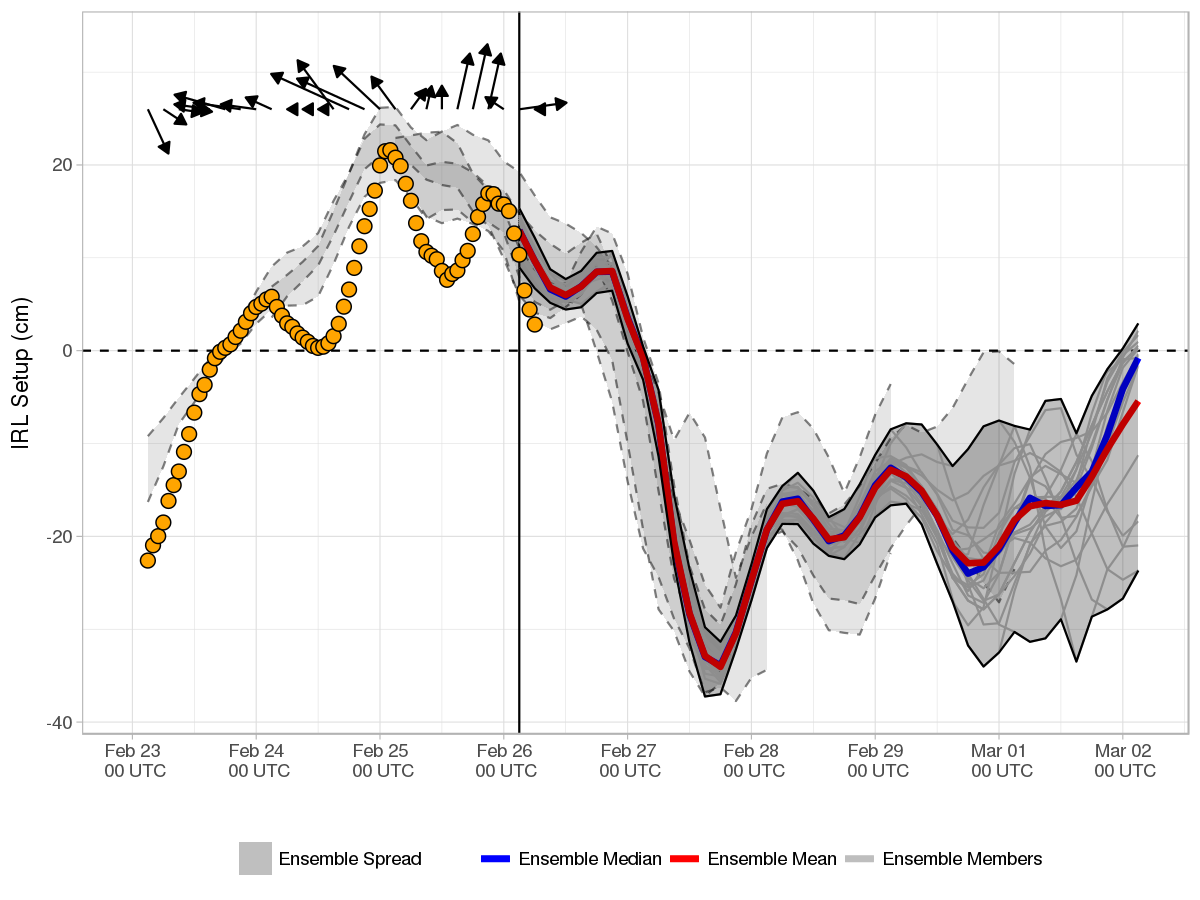 IRL Setup (cm)
20
0
-20
-40
Feb 23 Feb 24 Feb 25 Feb 26 Feb 27 Feb 28 Feb 29 Mar 01 Mar 02
00 UTC 00 UTC 00 UTC 00 UTC 00 UTC 00 UTC 00 UTC 00 UTC 00 UTC
Ensemble Spread Ensemble Median Ensemble Mean Ensemble Members